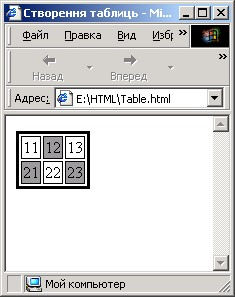 Створення таблиць - Mi...
Файл Правка Вид Избр »
Назад Вперед »
Адрес: E:\HTML\Table.html
11 12 13
21 22 23
Мой компьютер